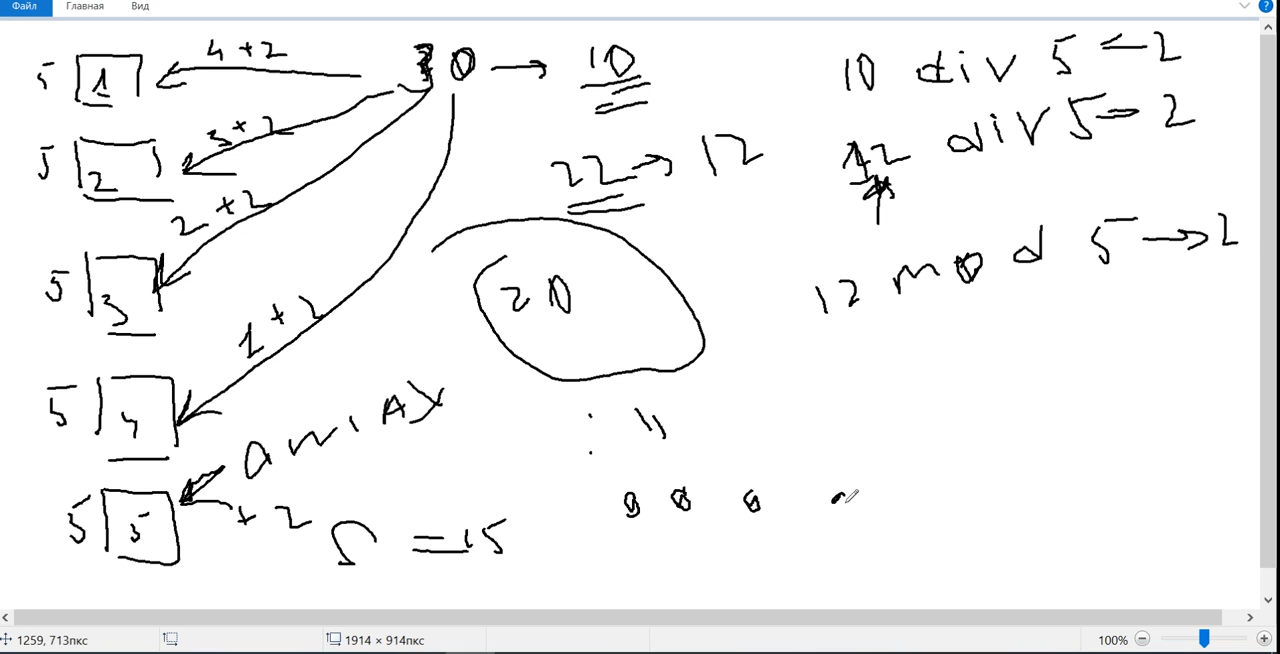 Файл Главная Вид
4+2
0 → 10
10 div 5 ← 2
5 1
3+2
22 → 12
12 div 5 → 2
5 2
2+2
12 mod 5 → 2
5 3
20
1+2
5 4
амax
5 5
+2
S =15
1259, 713пкс 1914 × 914пкс 100%